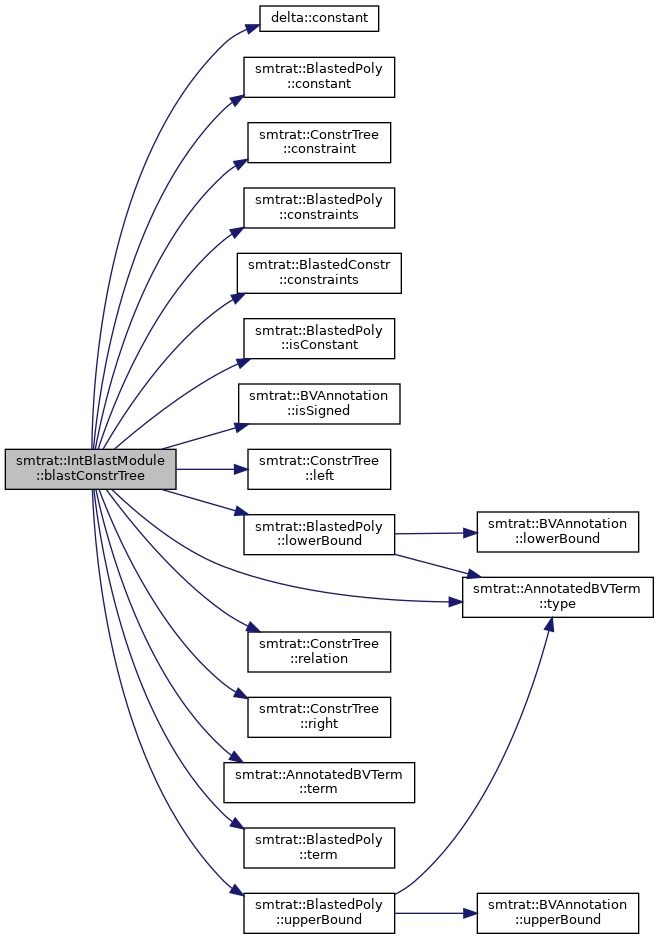 delta::constant
smtrat::BlastedPoly
::constant
smtrat::ConstrTree
::constraint
smtrat::BlastedPoly
::constraints
smtrat::BlastedConstr
::constraints
smtrat::BlastedPoly
::isConstant
smtrat::BVAnnotation
::isSigned
smtrat::IntBlastModule
::blastConstrTree
smtrat::ConstrTree
::left
smtrat::BlastedPoly
::lowerBound
smtrat::BVAnnotation
::lowerBound
smtrat::AnnotatedBVTerm
::type
smtrat::ConstrTree
::relation
smtrat::ConstrTree
::right
smtrat::AnnotatedBVTerm
::term
smtrat::BlastedPoly
::term
smtrat::BlastedPoly
::upperBound
smtrat::BVAnnotation
::upperBound